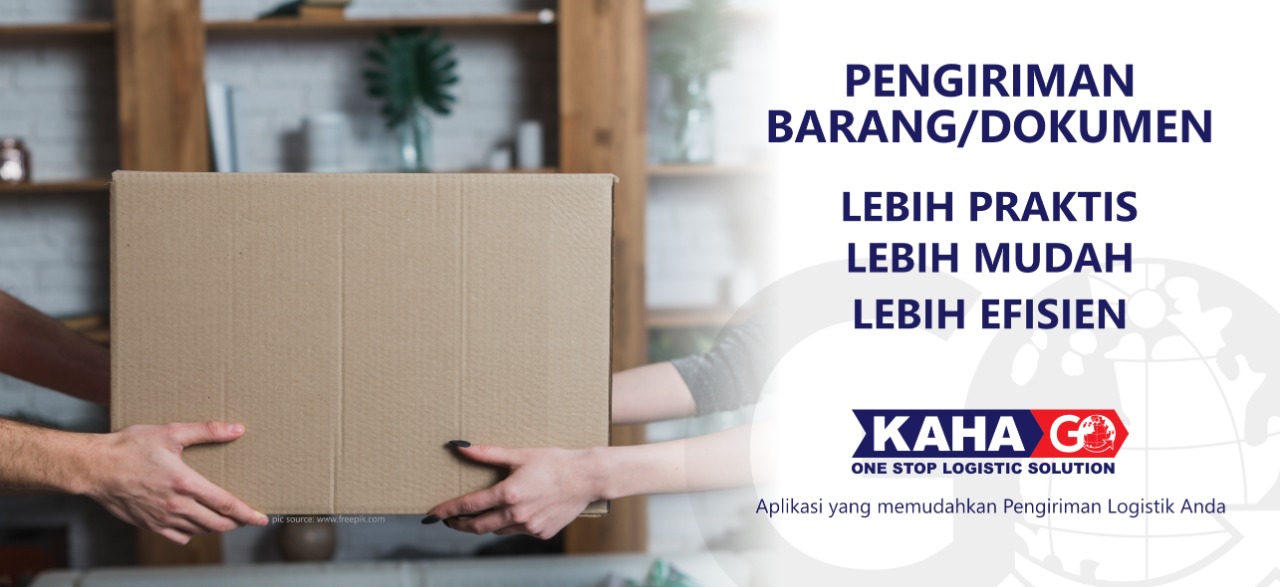 PENGIRIMAN
BARANG/DOKUMEN
LEBIH PRAKTIS
LEBIH MUDAH
LEBIH EFISIEN
KAHA GO
ONE STOP LOGISTIC SOLUTION
Aplikasi yang memudahkan Pengiriman Logistik Anda
pic source: www.freepik.com